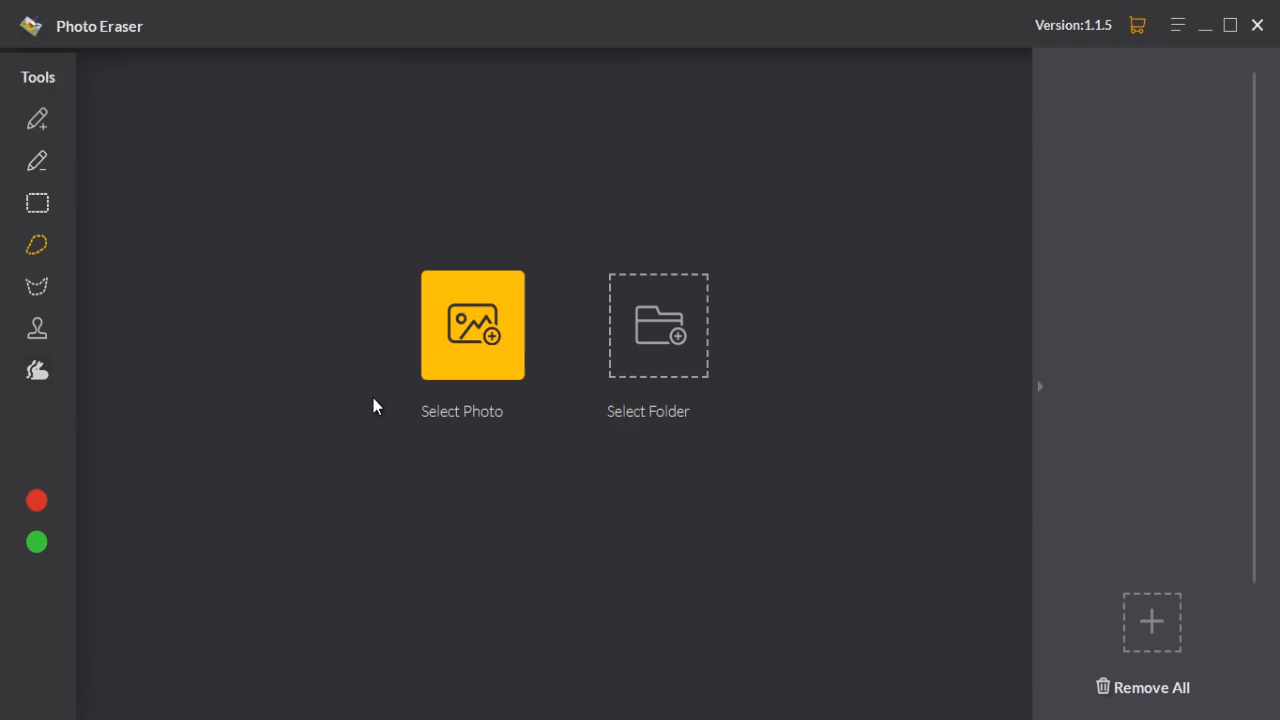 Photo Eraser
Version:1.1.5
Tools
Select Photo
Select Folder
Remove All